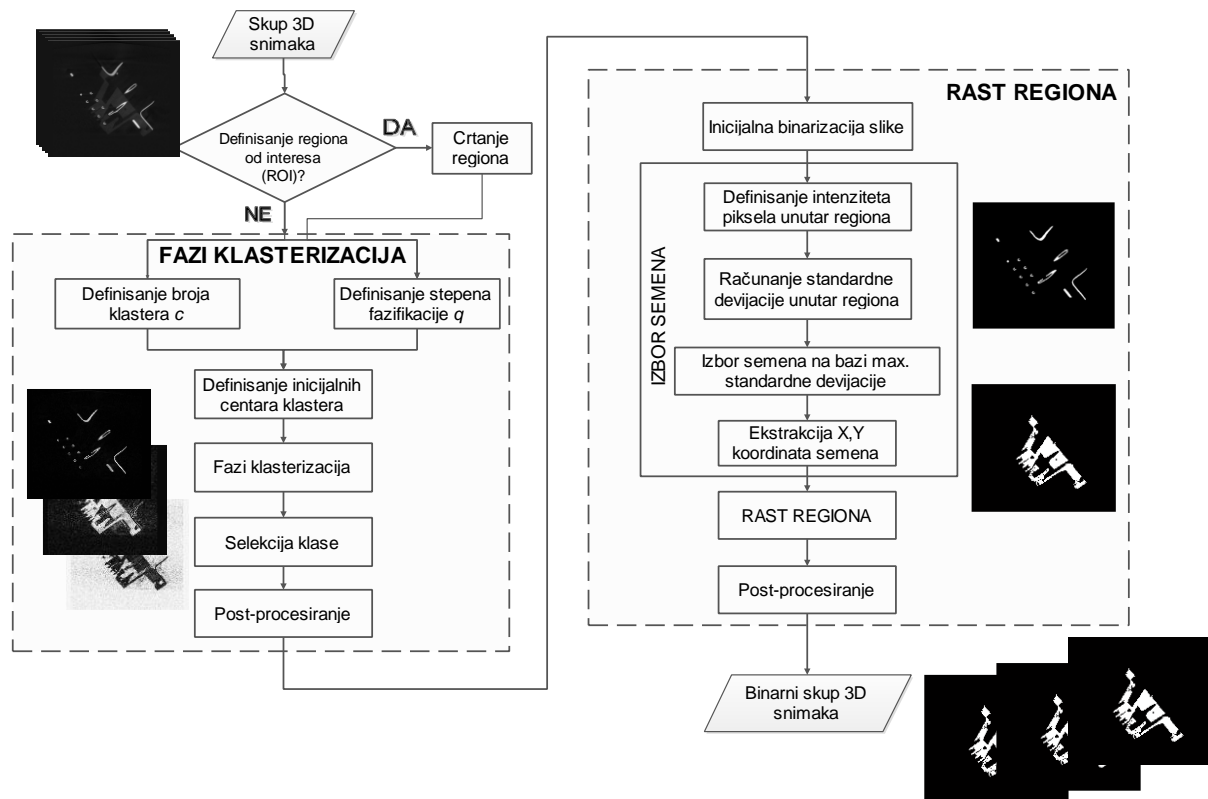 Skup 3D
snimaka
Definisanje regiona
od interesa
(ROI)?
DA
Crtanje
regiona
NE
FAZI KLASTERIZACIJA
Definisanje broja
klastera c
Definisanje stepena
fazifikacije q
Definisanje inicijalnih
centara klastera
Fazi klasterizacija
Selekcija klase
Post-procesiranje
RAST REGIONA
Inicijalna binarizacija slike
IZBOR SEMENA
Definisanje intenziteta
piksela unutar regiona
Računanje standardne
devijacije unutar regiona
Izbor semena na bazi max.
standardne devijacije
Ekstrakcija X,Y
koordinata semena
RAST REGIONA
Post-procesiranje
Binarni skup 3D
snimaka